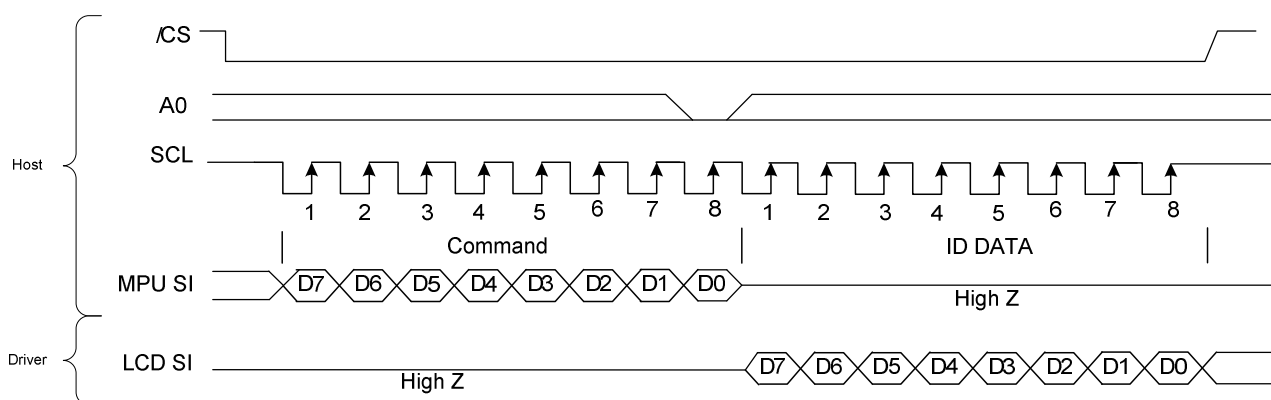 /CS
A0
Host
SCL
1 2 3 4 5 6 7 8 1 2 3 4 5 6 7 8
Command ID DATA
MPU SI D7 D6 D5 D4 D3 D2 D1 D0 High Z
Driver
LCD SI High Z D7 D6 D5 D4 D3 D2 D1 D0